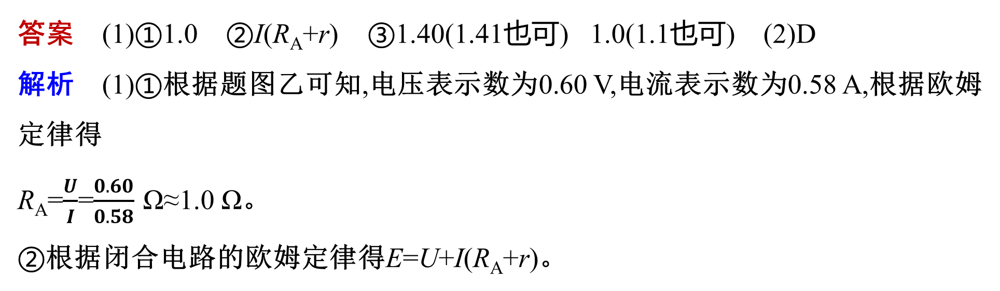 答案 (1)①1.0 ②I(R_A+r) ③1.40(1.41也可) 1.0(1.1也可) (2)D
解析 (1)①根据题图乙可知,电压表示数为0.60 V,电流表示数为0.58 A,根据欧姆
定律得
R_A=U/I=0.60/0.58 Ω≈1.0 Ω。
②根据闭合电路的欧姆定律得E=U+I(R_A+r)。